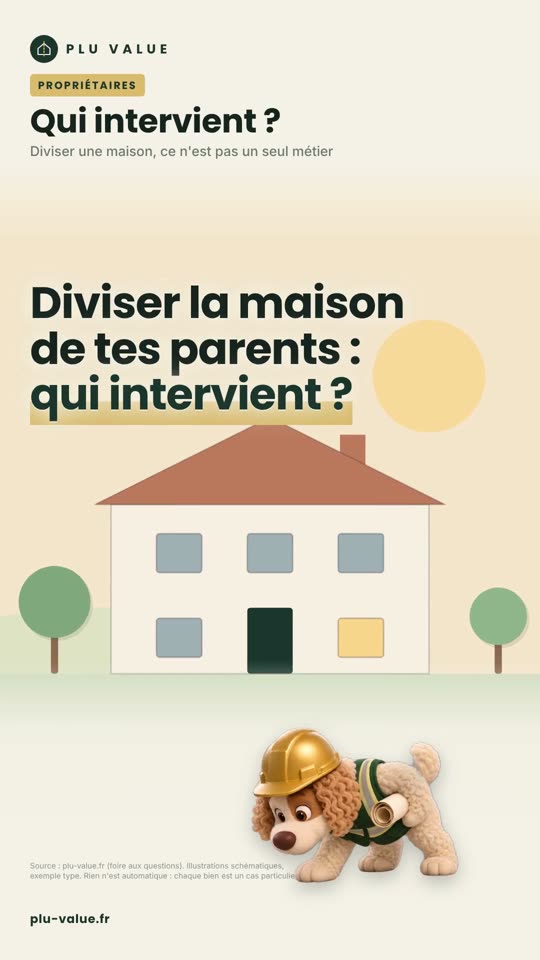 PLU VALUE
PROPRIÉTAIRES
Qui intervient ?
Diviser une maison, ce n'est pas un seul métier
Diviser la maison
de tes parents :
qui intervient ?
Source : plu-value.fr (foire aux questions). Illustrations schématiques,
exemple type. Rien n'est automatique : chaque bien est un cas particulier
plu-value.fr